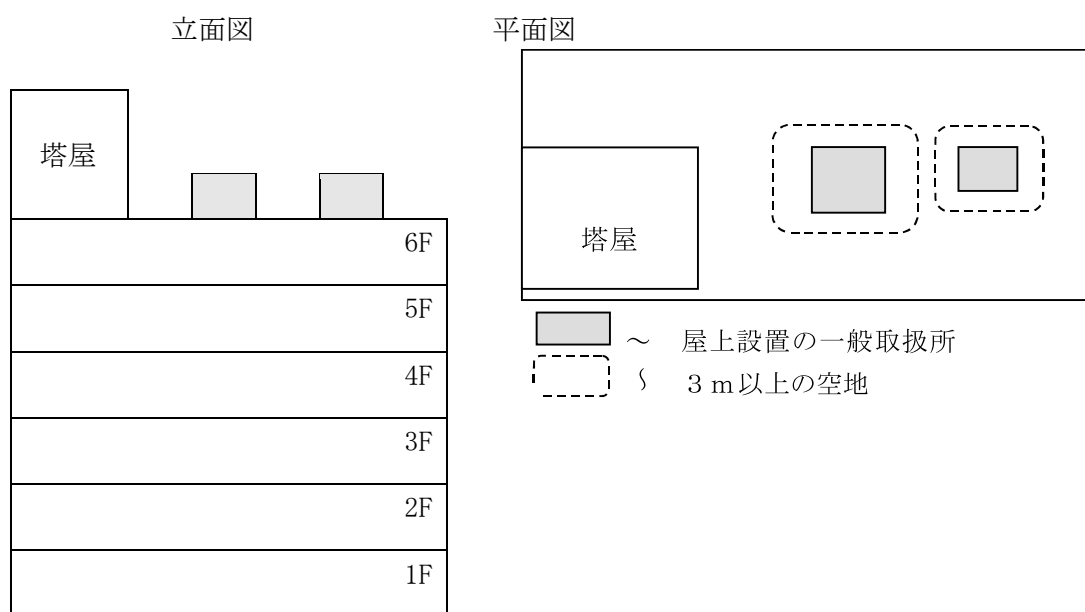 立面図
平面図
塔屋
6F
5F
4F
3F
2F
1F
塔屋
～ 屋上設置の一般取扱所
～ 3ｍ以上の空地